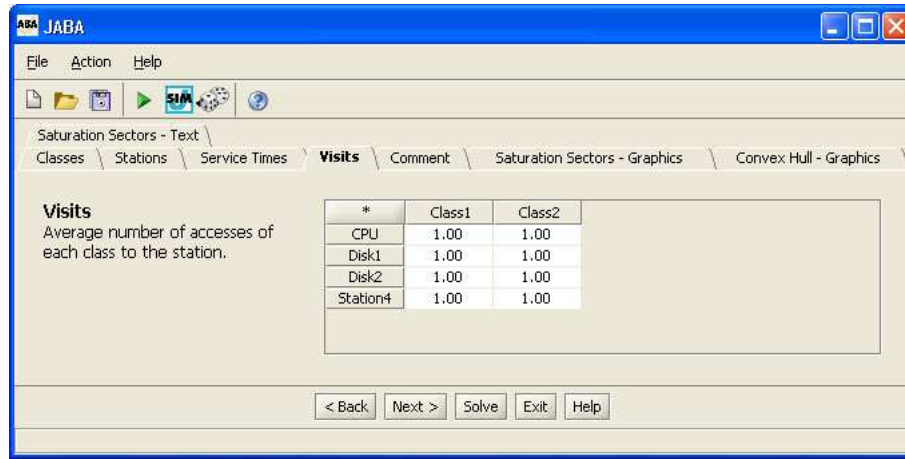 ABA JABA
File Action Help
SIM
Saturation Sectors - Text
Classes Stations Service Times Visits Comment Saturation Sectors - Graphics Convex Hull - Graphics
Visits
Average number of accesses of
each class to the station.
* Class1 Class2
CPU 1.00 1.00
Disk1 1.00 1.00
Disk2 1.00 1.00
Station4 1.00 1.00
< Back Next > Solve Exit Help